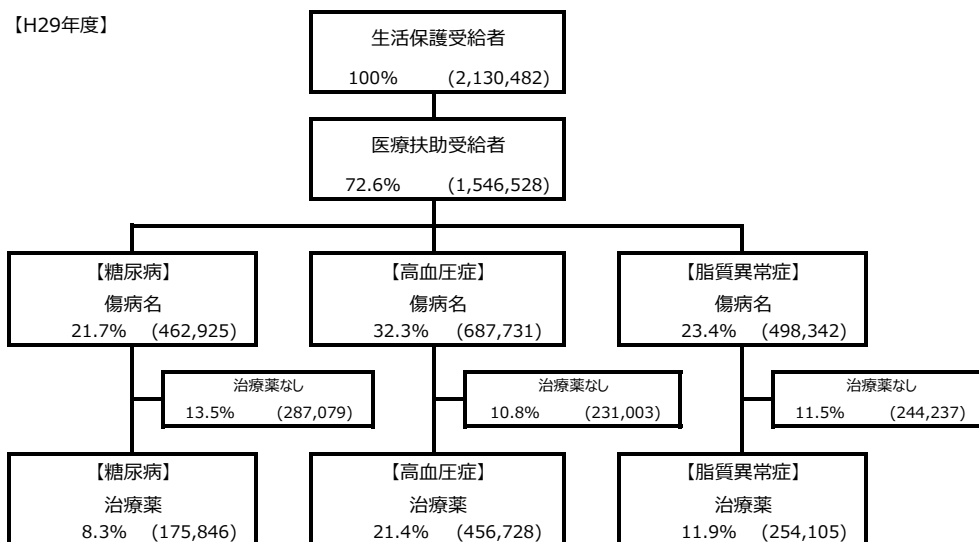 【H29年度】
生活保護受給者
100% (2,130,482)
医療扶助受給者
72.6% (1,546,528)
【糖尿病】
傷病名
21.7% (462,925)
【高血圧症】
傷病名
32.3% (687,731)
【脂質異常症】
傷病名
23.4% (498,342)
治療薬なし
13.5% (287,079)
治療薬なし
10.8% (231,003)
治療薬なし
11.5% (244,237)
【糖尿病】
治療薬
8.3% (175,846)
【高血圧症】
治療薬
21.4% (456,728)
【脂質異常症】
治療薬
11.9% (254,105)